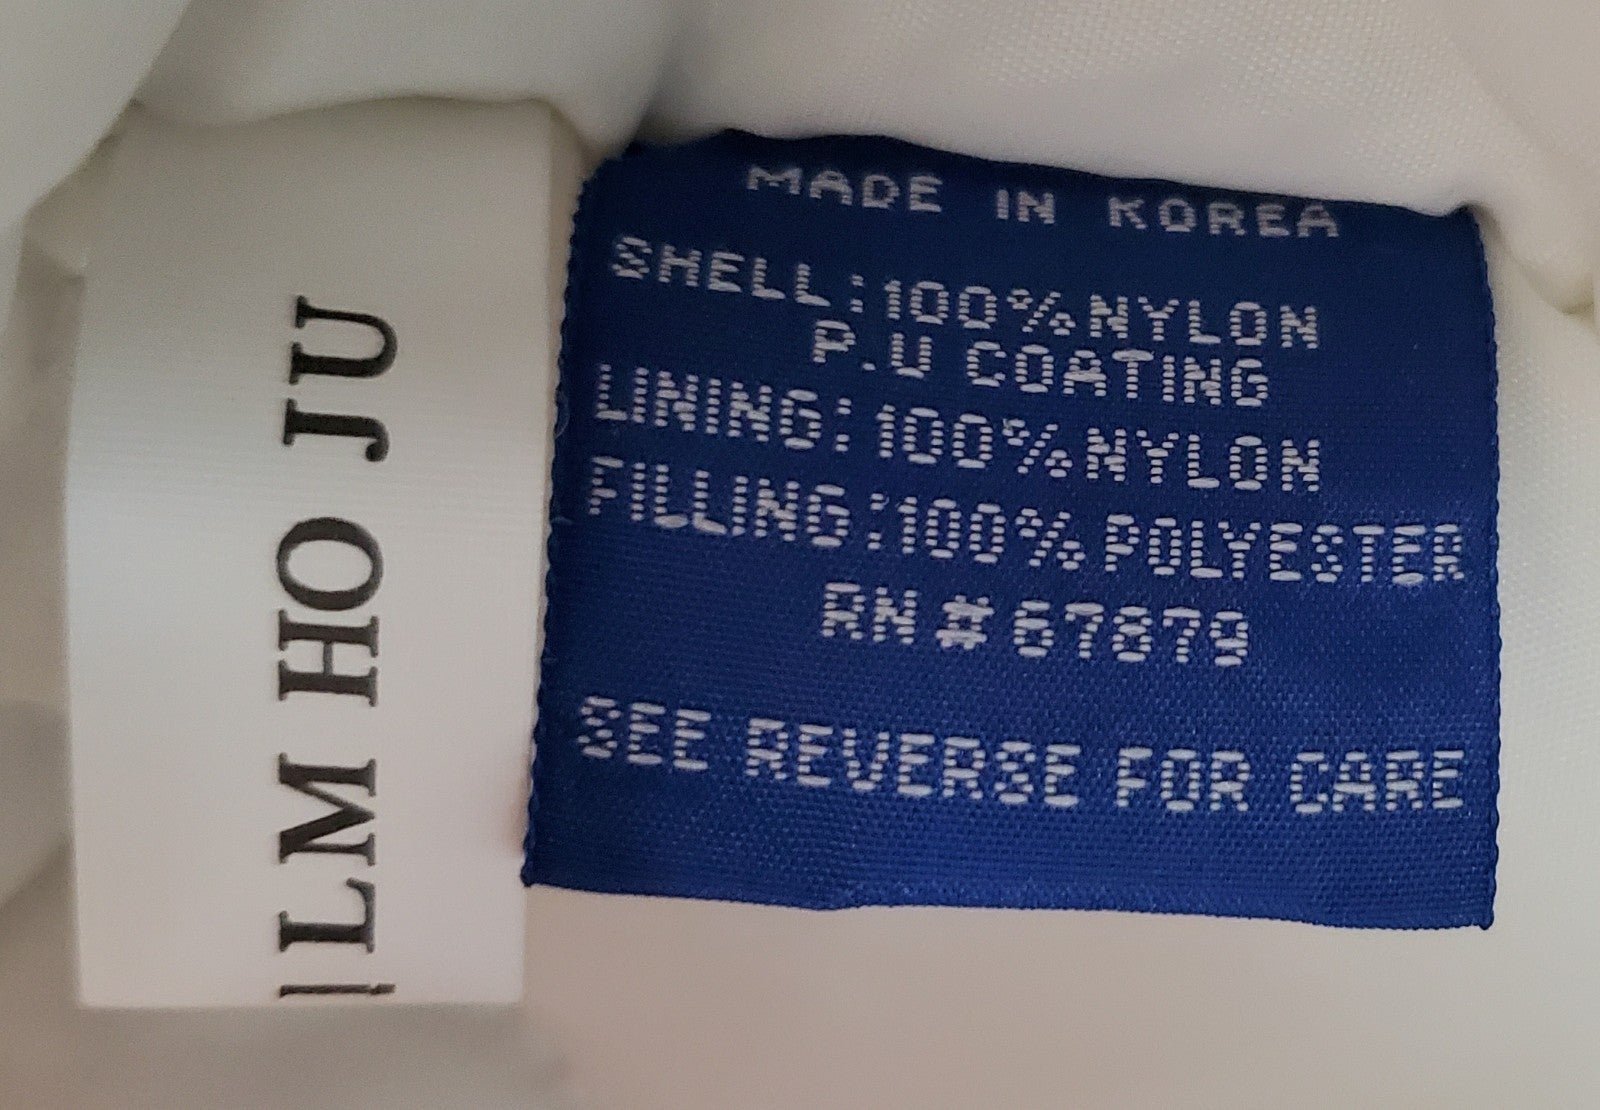 LM HO JU
MADE IN KOREA
SHELL:100%NYLON
P.U COATING
LINING:100%NYLON
FILLING:100%POLYESTER
RN#67879
SEE REVERSE FOR CARE